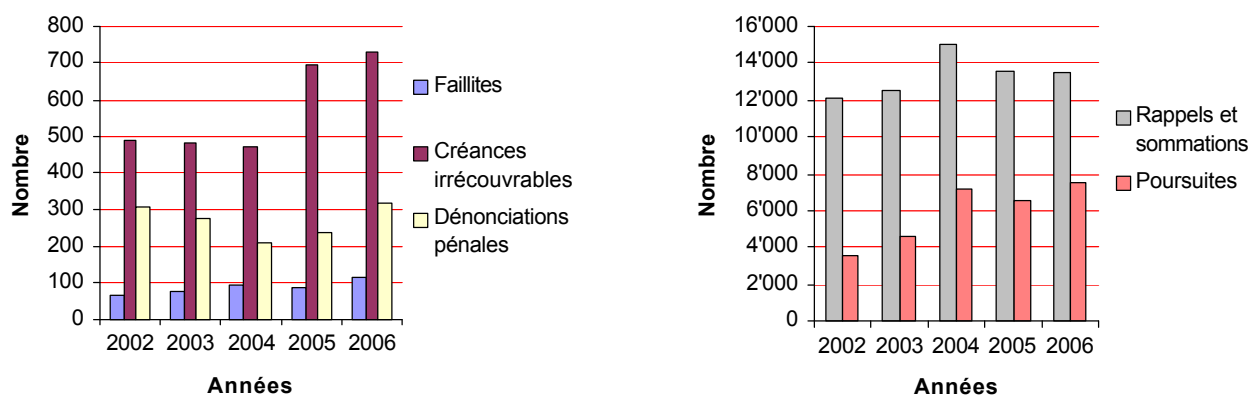 800
700
600
500
400
300
200
100
0
Nombre
2002 2003 2004 2005 2006
Années
Faillites
Créances
irrécouvrables
Dénonciations
pénales
16'000
14'000
12'000
10'000
8'000
6'000
4'000
2'000
0
Nombre
2002 2003 2004 2005 2006
Années
Rappels et
sommations
Poursuites